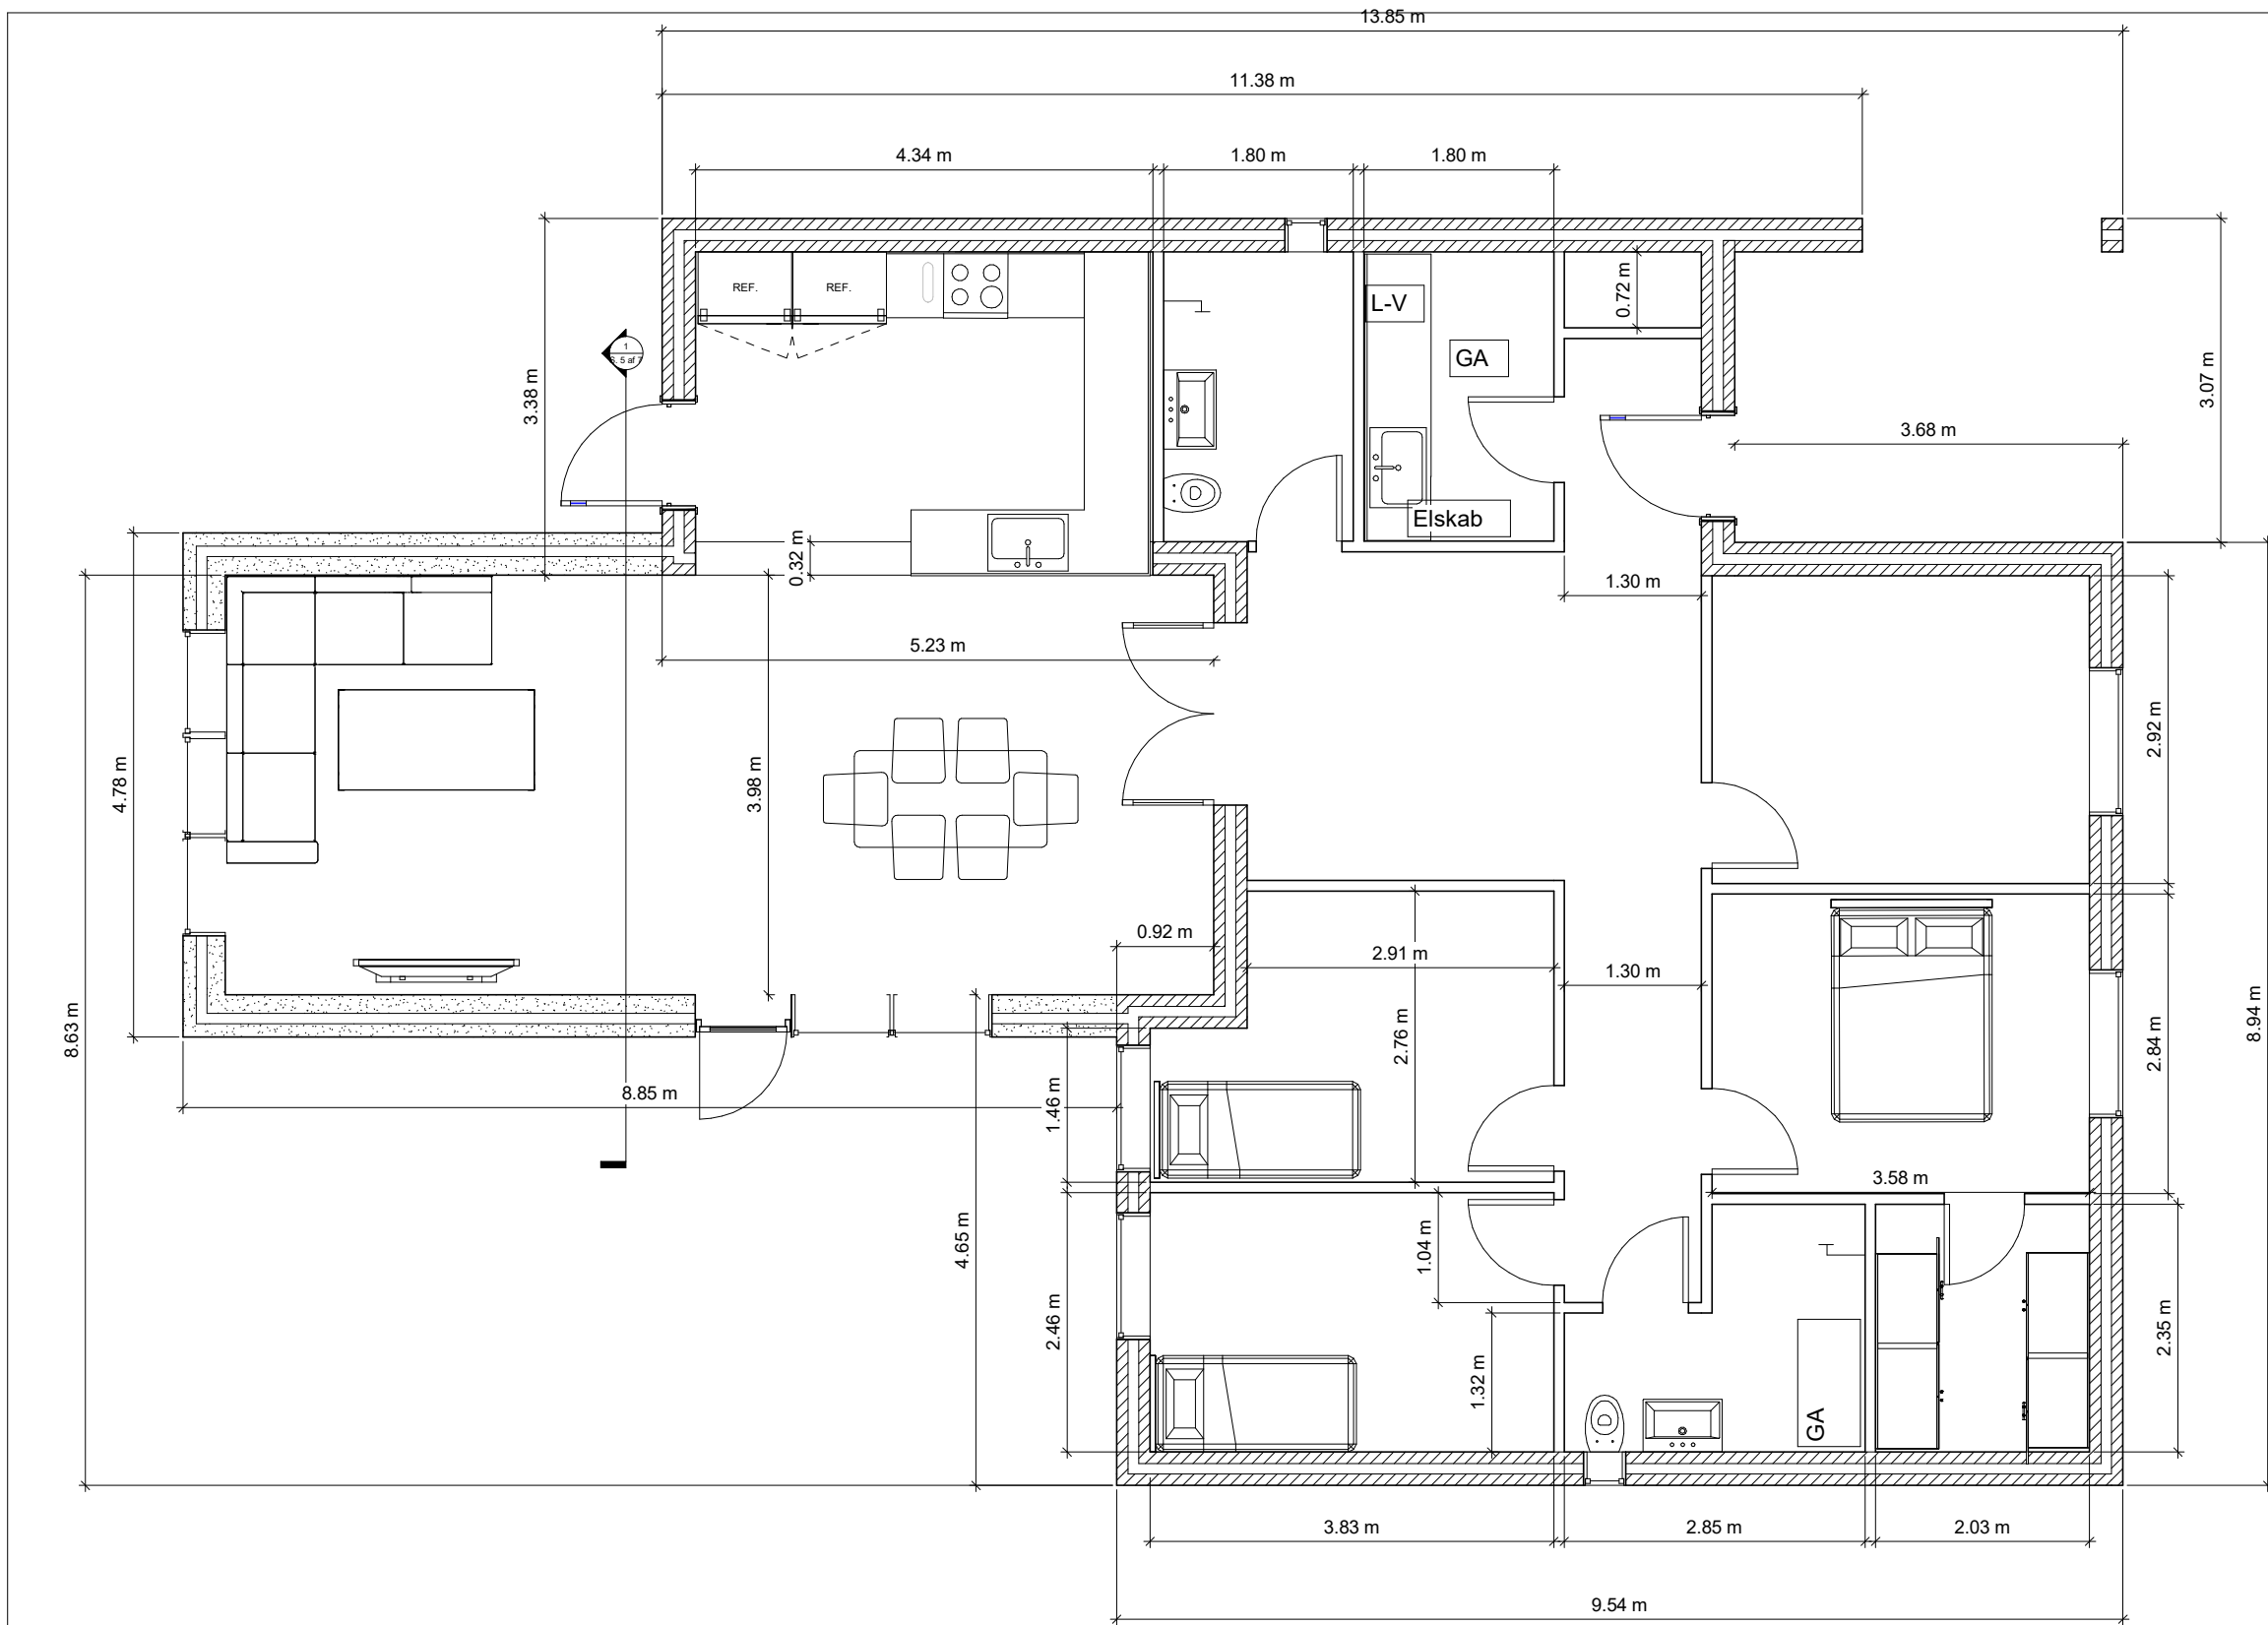 13.85 m
11.38 m
4.34 m
1.80 m
1.80 m
REF.
REF.
L-V
GA
0.72 m
1
3.38 m
3.07 m
3.68 m
Elskab
0.32 m
1.30 m
5.23 m
4.78 m
3.98 m
2.92 m
0.92 m
2.91 m
1.30 m
8.63 m
2.76 m
2.84 m
8.94 m
8.85 m
1.46 m
3.58 m
4.65 m
1.04 m
2.46 m
2.35 m
1.32 m
GA
3.83 m
2.85 m
2.03 m
9.54 m